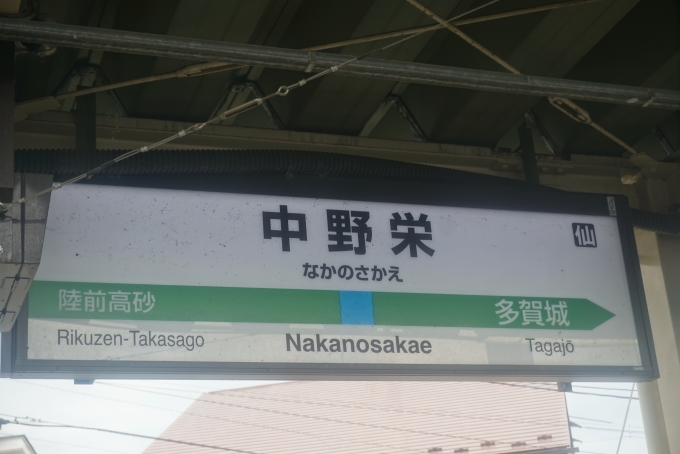 中野栄
仙
なかのさかえ
陸前高砂
多賀城
Rikuzen-Takasago
Nakanosakae
Tagajō